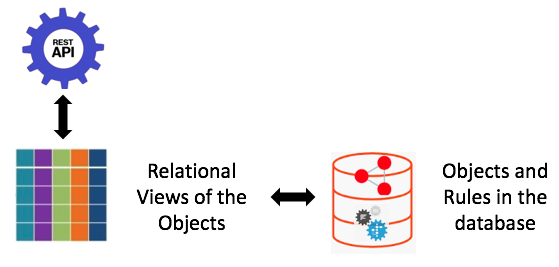 REST
API
Relational
Views of the
Objects
Objects and
Rules in the
database